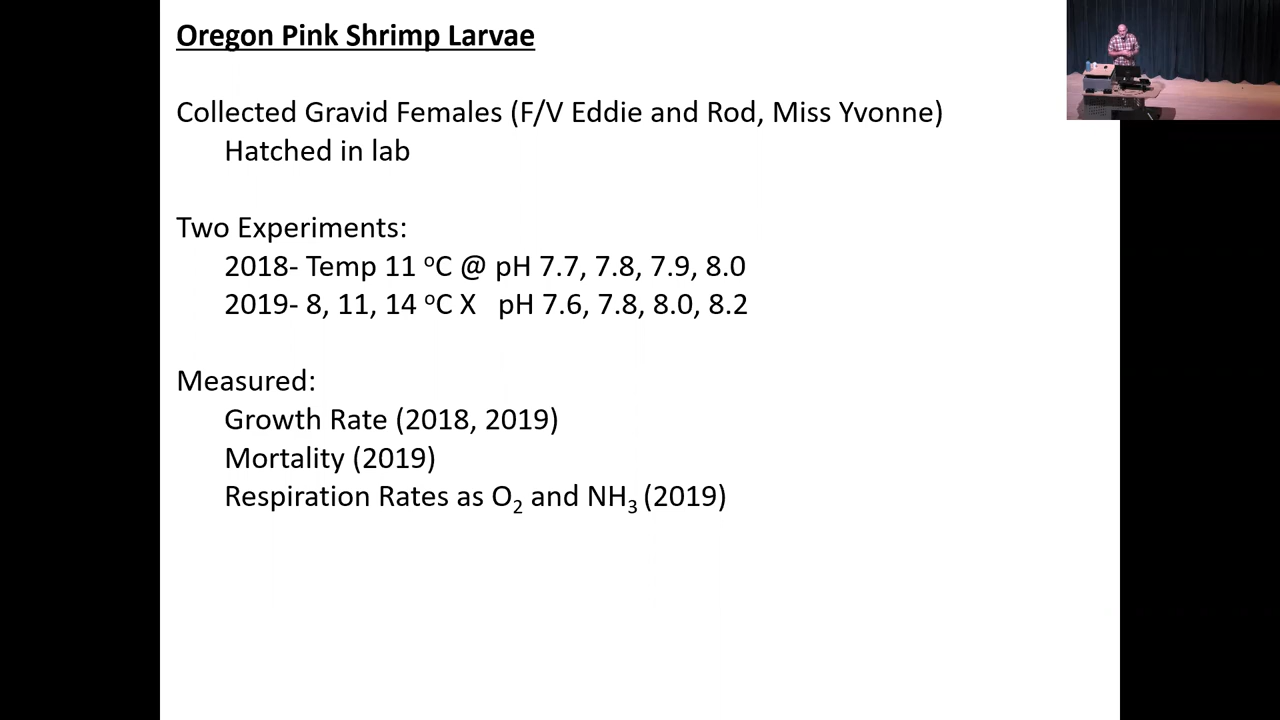 Oregon Pink Shrimp Larvae
Collected Gravid Females (F/V Eddie and Rod, Miss Yvonne)
Hatched in lab
Two Experiments:
2018- Temp 11 ºC @ pH 7.7, 7.8, 7.9, 8.0
2019- 8, 11, 14 ºC X pH 7.6, 7.8, 8.0, 8.2
Measured:
Growth Rate (2018, 2019)
Mortality (2019)
Respiration Rates as O₂ and NH₃ (2019)